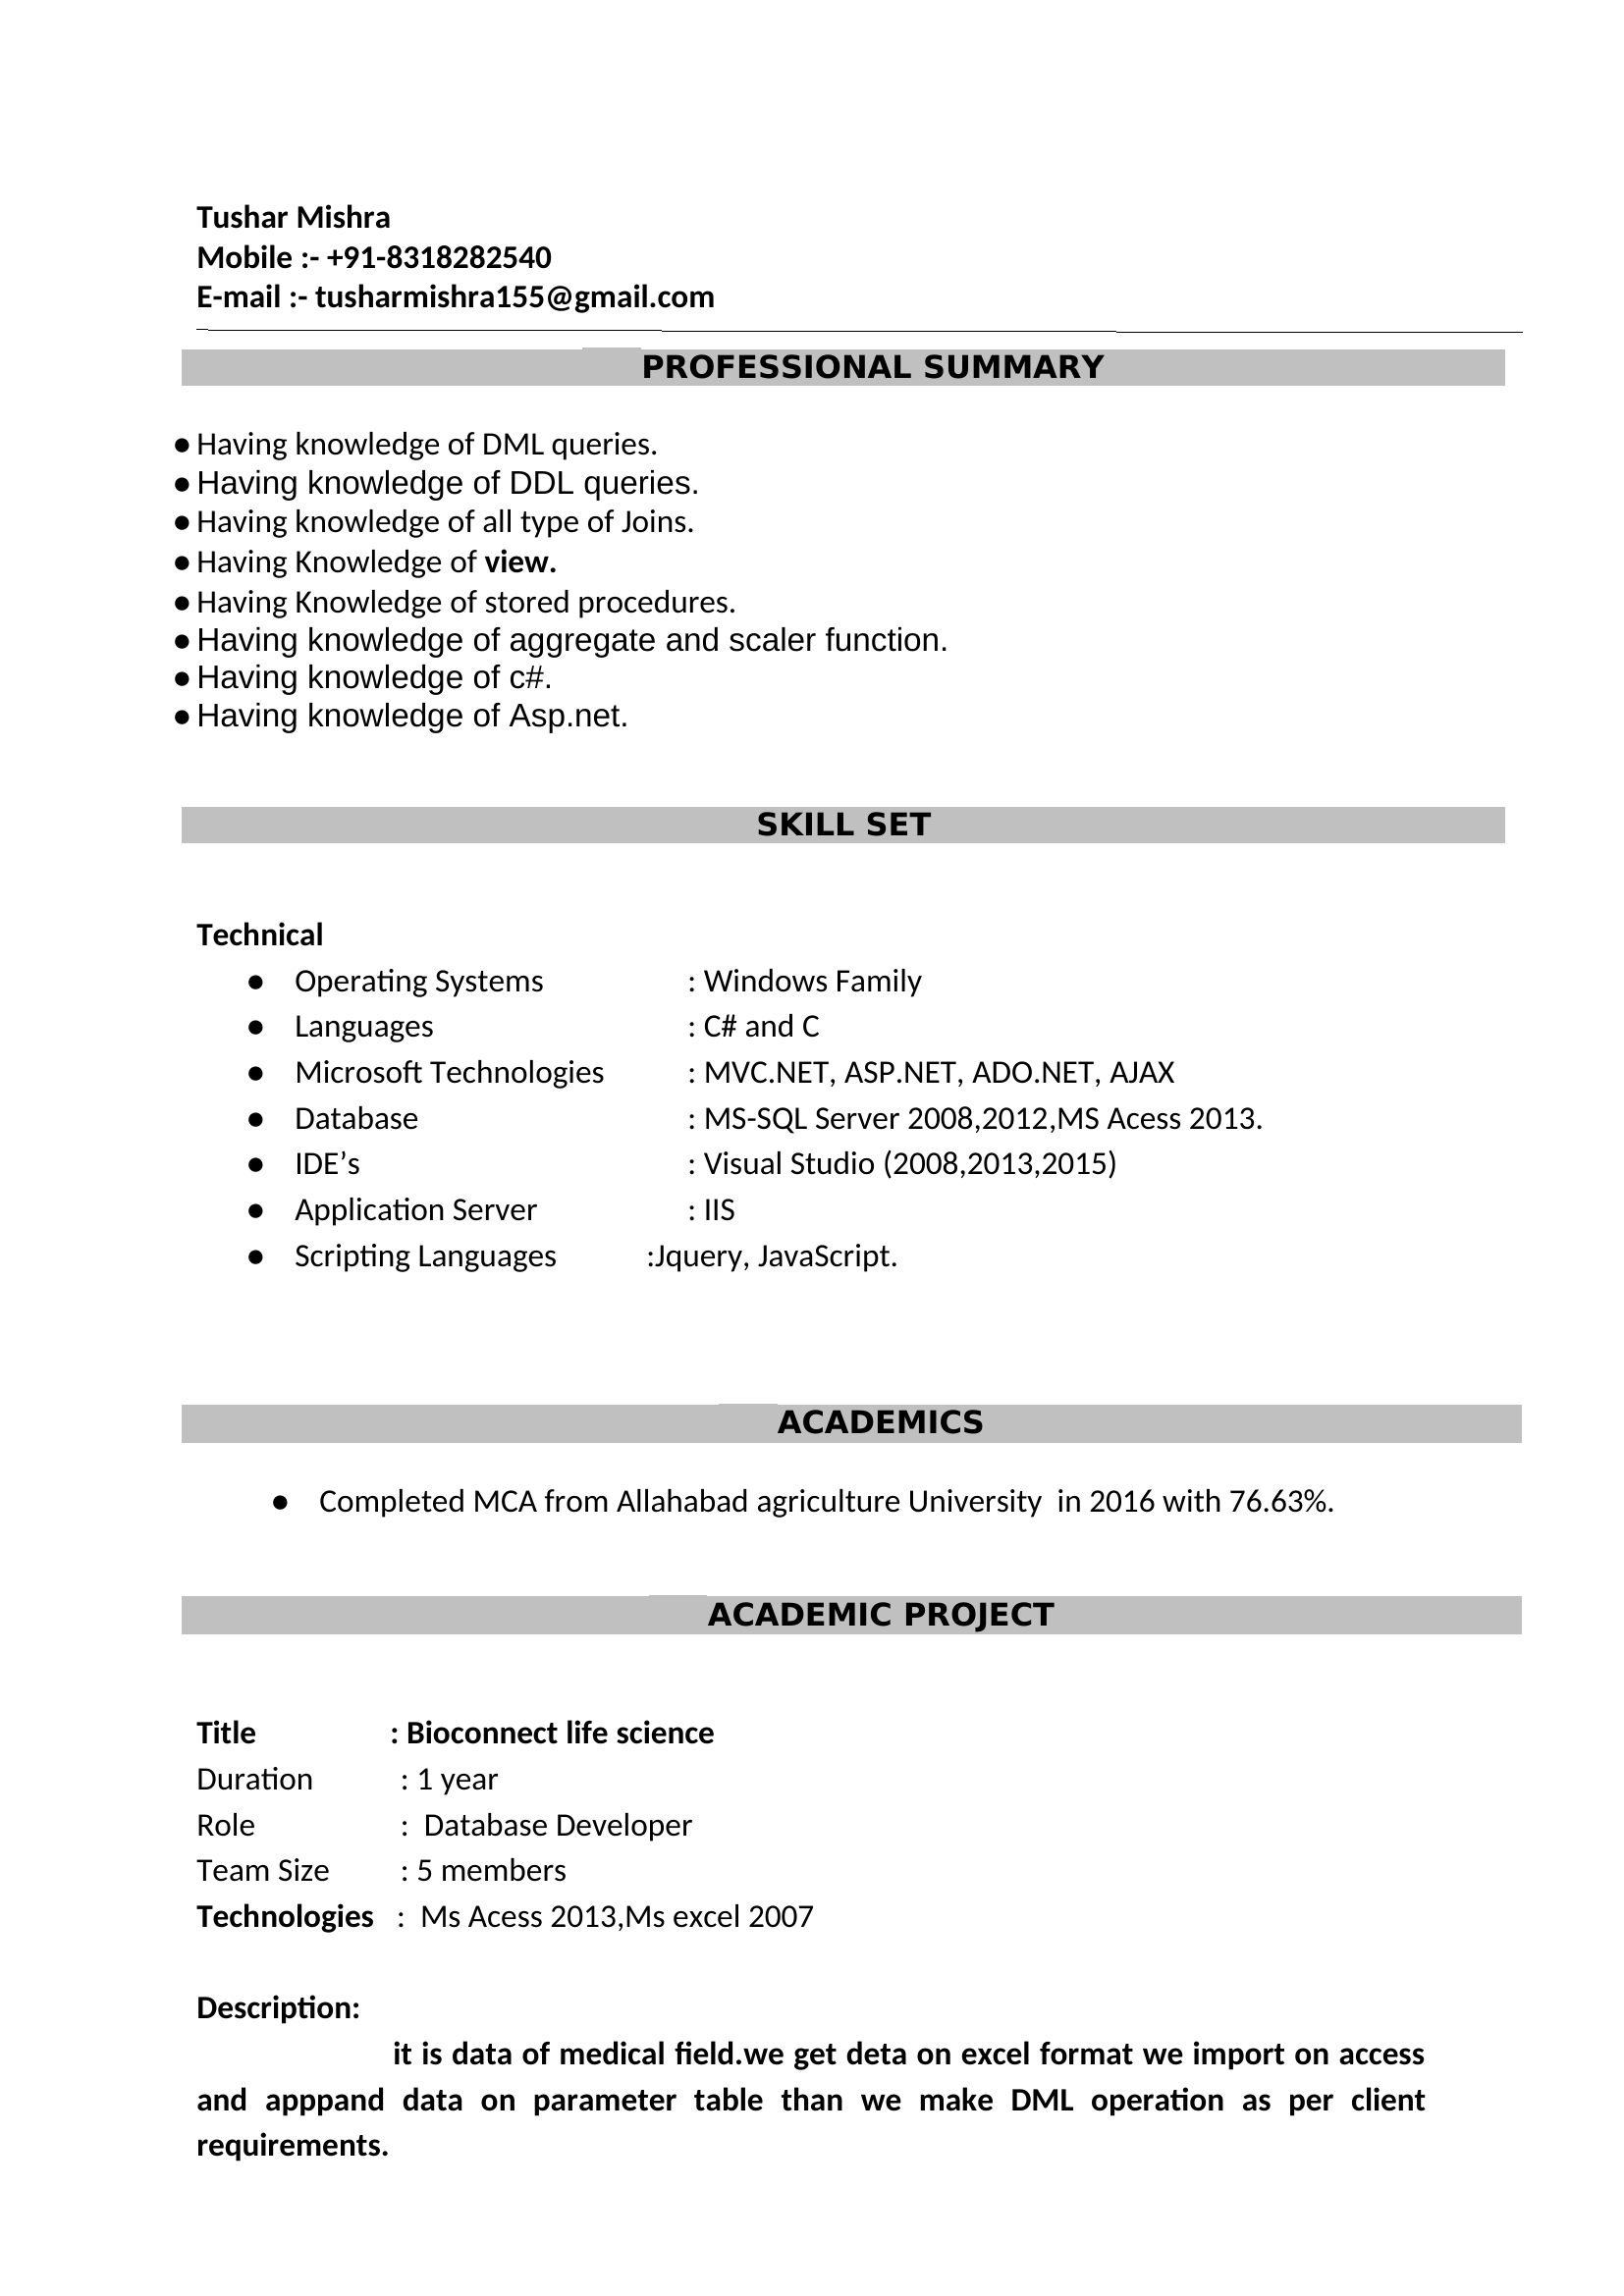 Tushar Mishra
Mobile :- +91-8318282540
E-mail :- tusharmishra155@gmail.com
PROFESSIONAL SUMMARY
● Having knowledge of DML queries.
● Having knowledge of DDL queries.
● Having knowledge of all type of Joins.
● Having Knowledge of view.
● Having Knowledge of stored procedures.
● Having knowledge of aggregate and scaler function.
● Having knowledge of c#.
● Having knowledge of Asp.net.
SKILL SET
Technical
● Operating Systems : Windows Family
● Languages : C# and C
● Microsoft Technologies : MVC.NET, ASP.NET, ADO.NET, AJAX
● Database : MS-SQL Server 2008,2012,MS Acess 2013.
● IDE’s : Visual Studio (2008,2013,2015)
● Application Server : IIS
● Scripting Languages :Jquery, JavaScript.
ACADEMICS
● Completed MCA from Allahabad agriculture University  in 2016 with 76.63%.
ACADEMIC PROJECT
Title : Bioconnect life science
Duration : 1 year
Role :  Database Developer
Team Size : 5 members
Technologies :  Ms Acess 2013,Ms excel 2007
Description:
it is data of medical field.we get deta on excel format we import on access
and apppand data on parameter table than we make DML operation as per client
requirements.